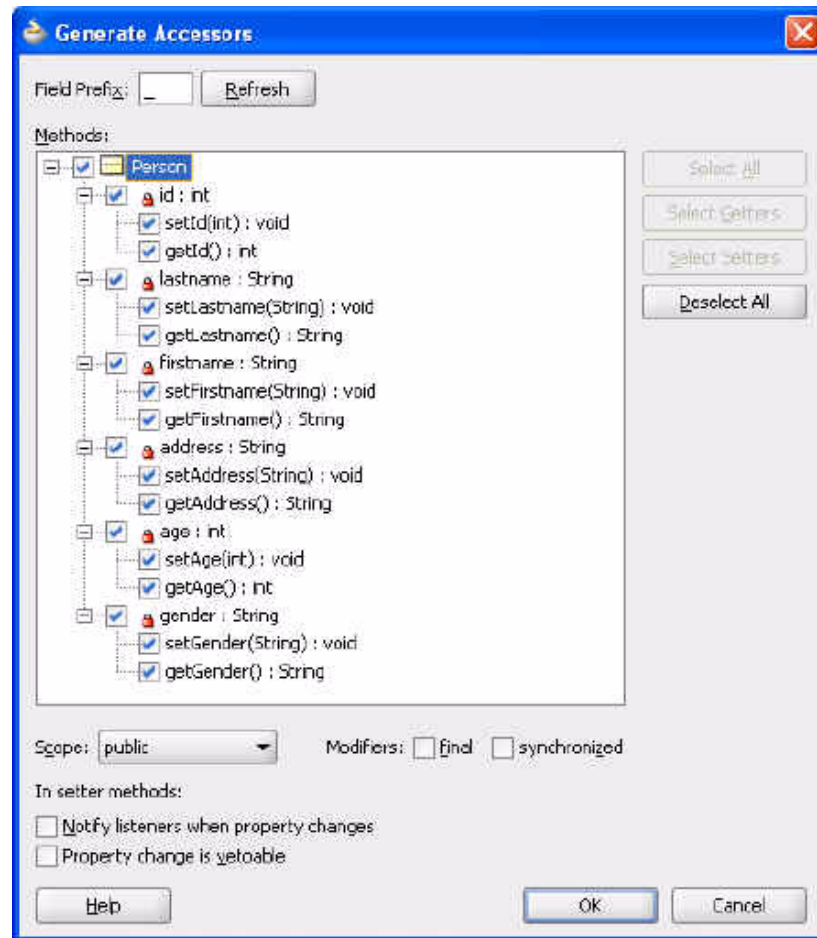 Generate Accessors
Field Prefix: _ Refresh
Methods:
Person
id : int
setId(int) : void
getId() : int
lastname : String
setLastname(String) : void
getLastname() : String
firstname : String
setFirstname(String) : void
getFirstname() : String
address : String
setAddress(String) : void
getAddress() : String
age : int
setAge(int) : void
getAge() : int
gender : String
setGender(String) : void
getGender() : String
Select All
Select Getters
Select Setters
Deselect All
Scope: public Modifiers: final synchronized
In setter methods:
Notify listeners when property changes
Property change is vetoable
Help OK Cancel